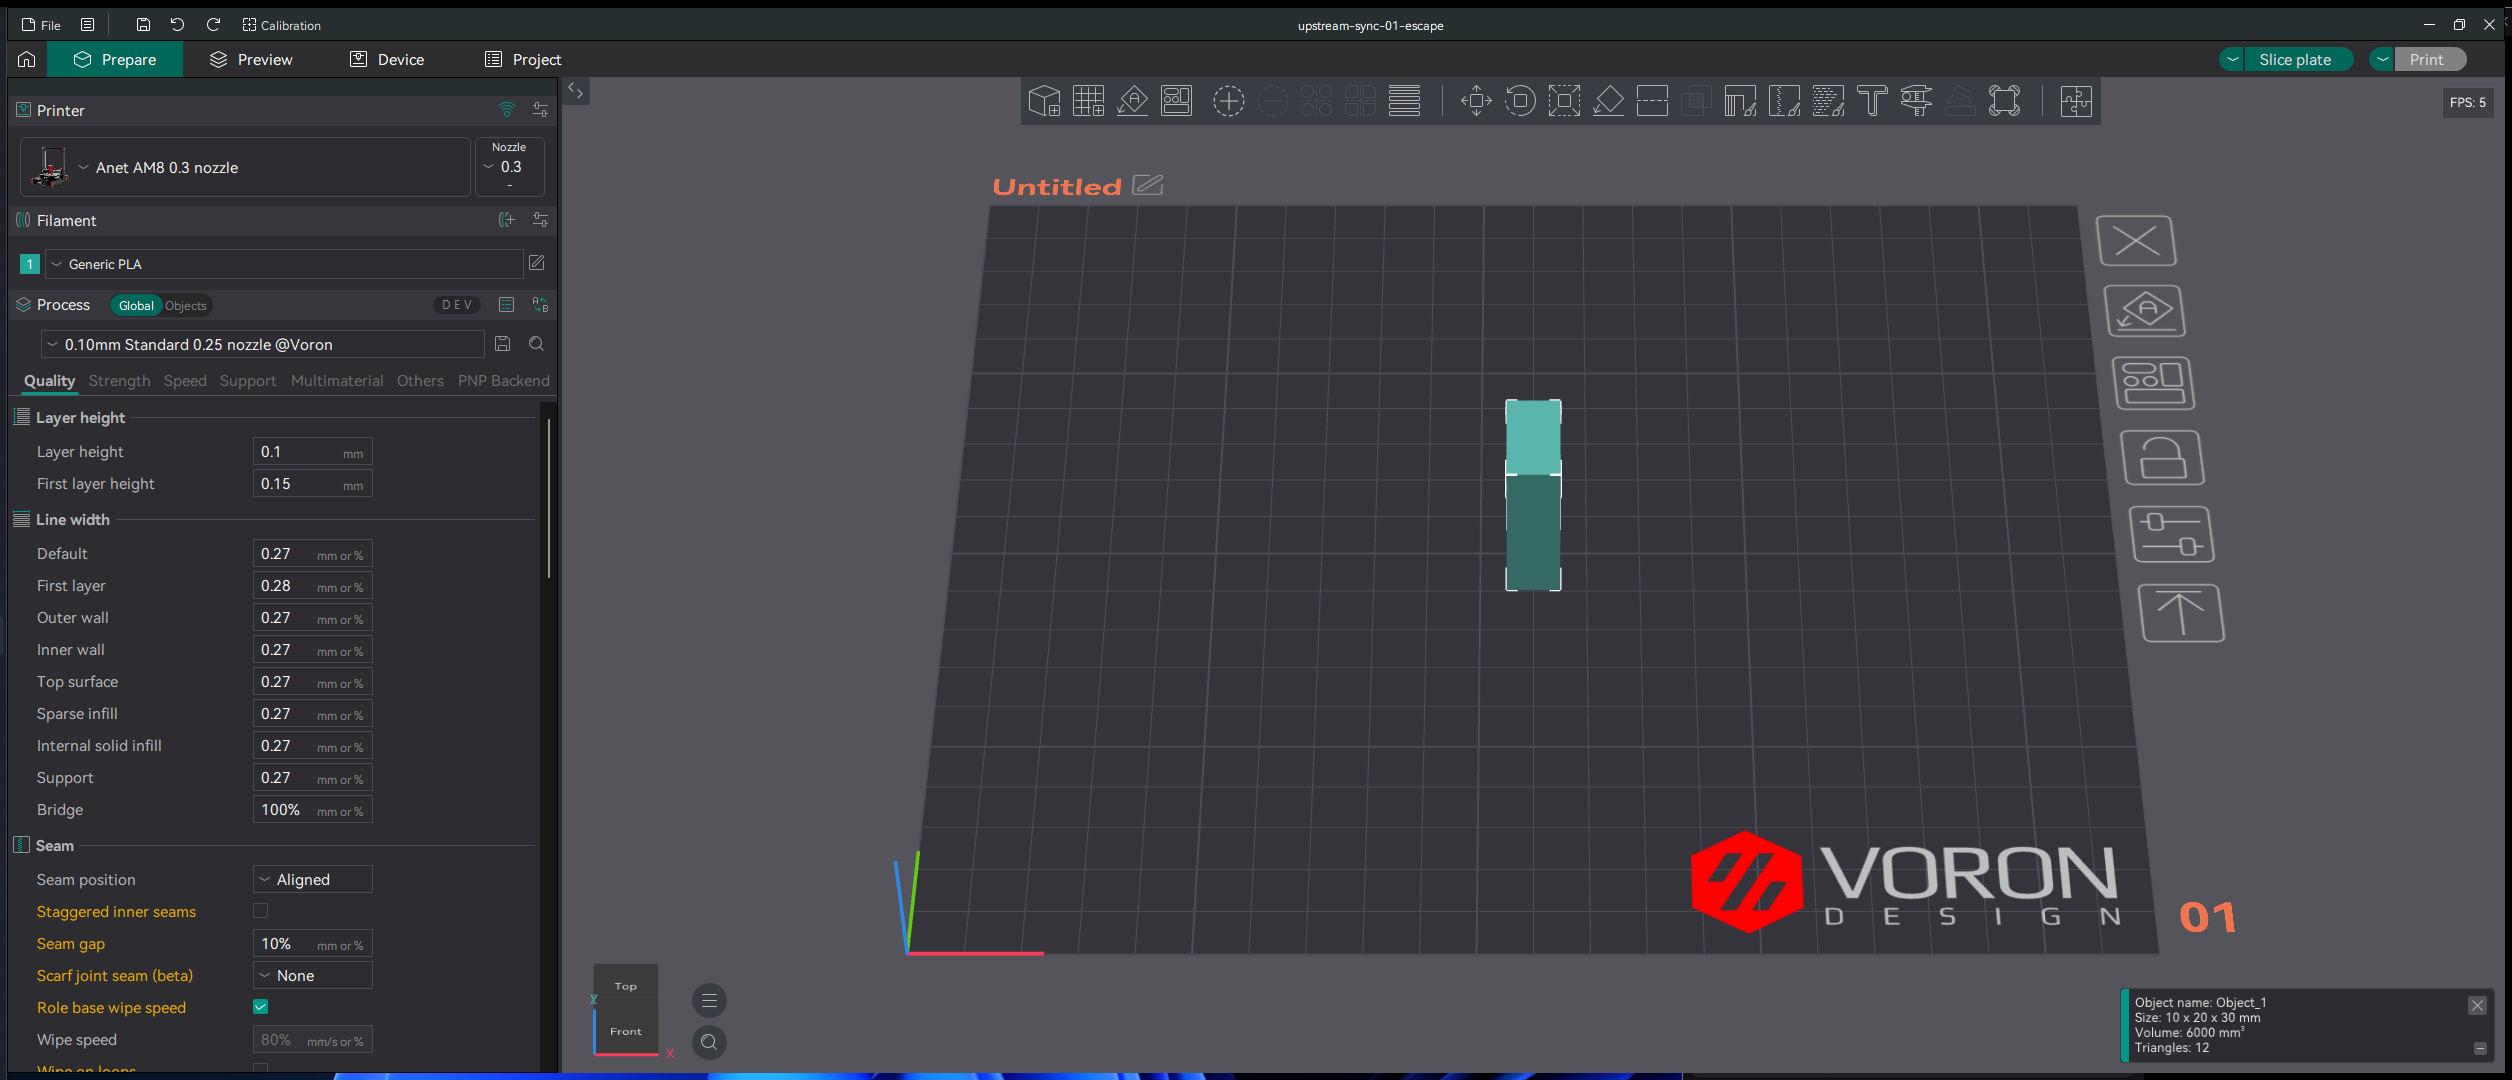 File
Calibration
upstream-sync-01-escape
Prepare
Preview
Device
Project
Slice plate
Print
Printer
FPS: 5
Anet AM8 0.3 nozzle
Nozzle
0.3
-
Untitled
Filament
1
Generic PLA
Process
Global
Objects
DEV
0.10mm Standard 0.25 nozzle @Voron
Quality
Strength
Speed
Support
Multimaterial
Others
PNP Backend
Layer height
Layer height 0.1 mm
First layer height 0.15 mm
Line width
Default 0.27 mm or %
First layer 0.28 mm or %
Outer wall 0.27 mm or %
Inner wall 0.27 mm or %
Top surface 0.27 mm or %
Sparse infill 0.27 mm or %
Internal solid infill 0.27 mm or %
Support 0.27 mm or %
Bridge 100% mm or %
Seam
Seam position Aligned
Staggered inner seams
Seam gap 10% mm or %
Scarf joint seam (beta) None
Role base wipe speed
Wipe speed 80% mm/s or %
Wipe on loops
VORON
DESIGN
01
Top
Front
Y
X
Object name: Object_1
Size: 10 x 20 x 30 mm
Volume: 6000 mm³
Triangles: 12